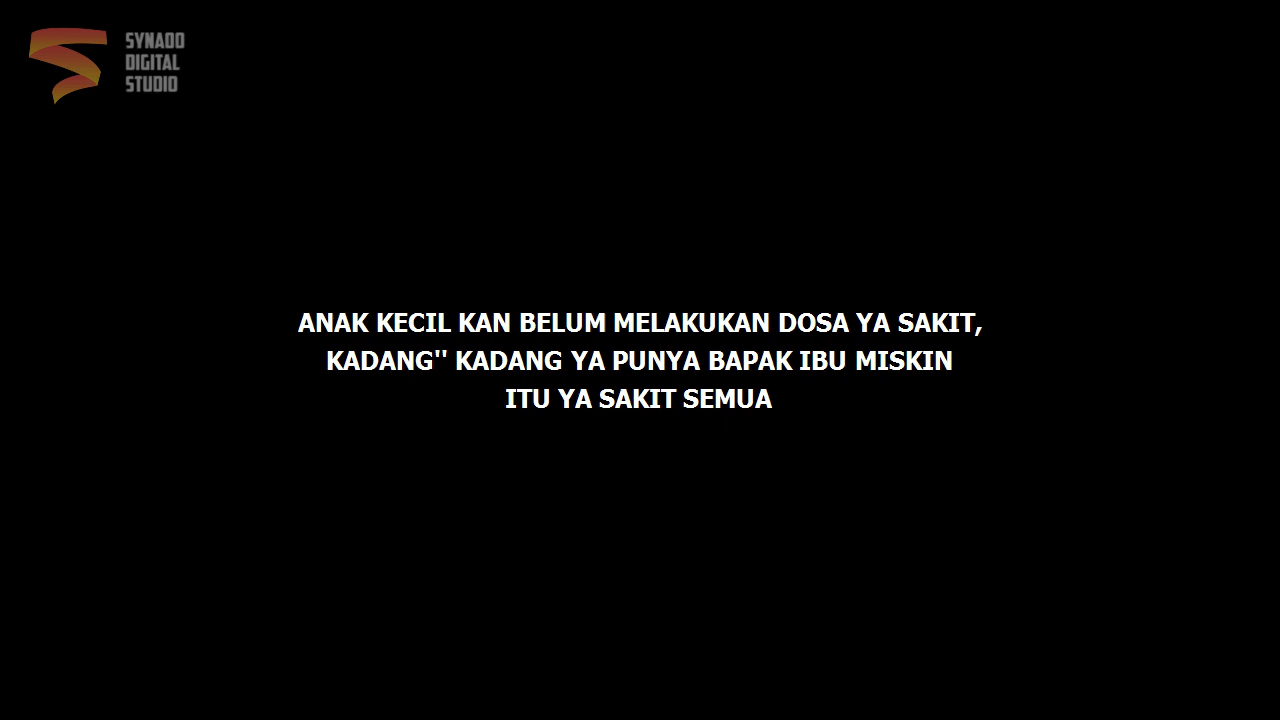 SYNADO
DIGITAL
STUDIO
ANAK KECIL KAN BELUM MELAKUKAN DOSA YA SAKIT,
KADANG'' KADANG YA PUNYA BAPAK IBU MISKIN
ITU YA SAKIT SEMUA